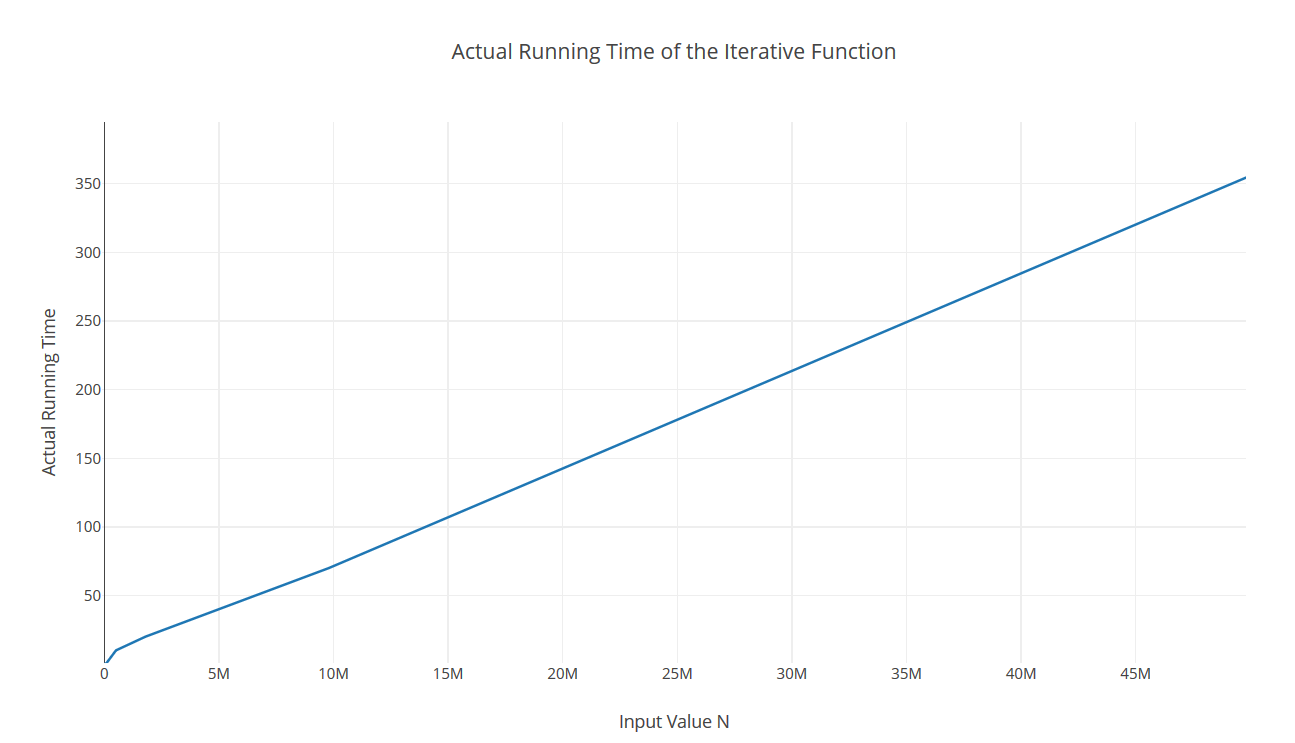 Actual Running Time of the Iterative Function
350
300
250
200
150
100
50
Actual Running Time
0 5M 10M 15M 20M 25M 30M 35M 40M 45M
Input Value N